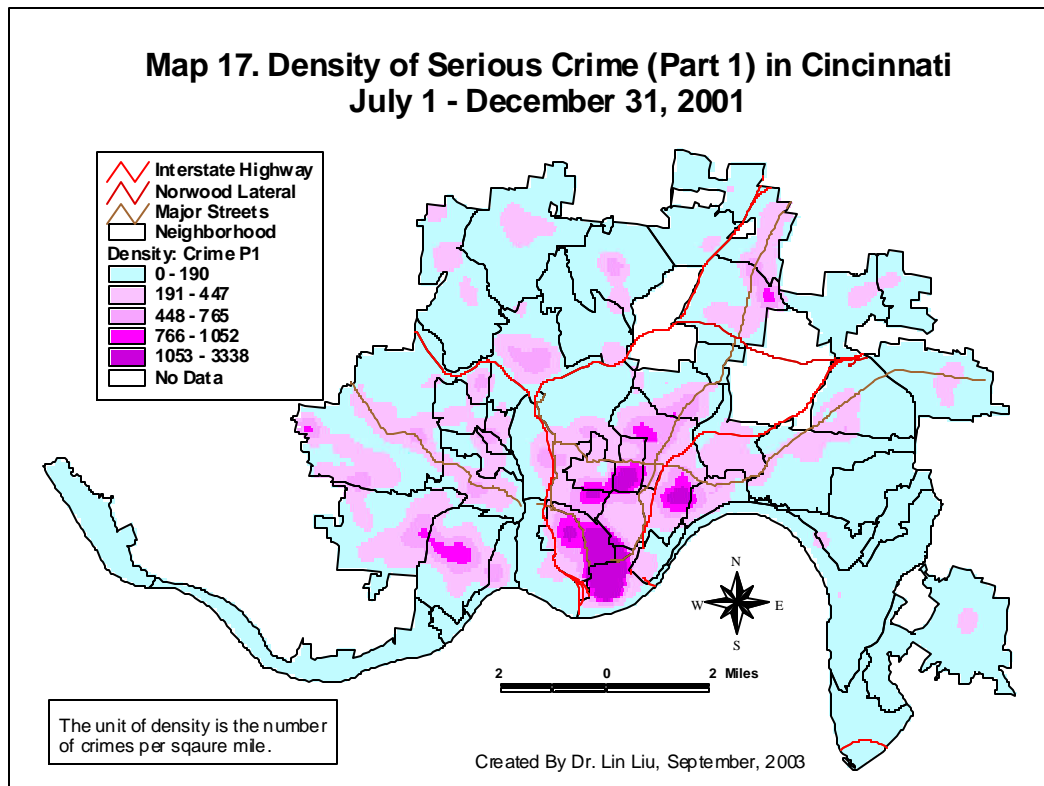 Map 17. Density of Serious Crime (Part 1) in Cincinnati
July 1 - December 31, 2001
Interstate Highway
Norwood Lateral
Major Streets
Neighborhood
Density: Crime P1
0 - 190
191 - 447
448 - 765
766 - 1052
1053 - 3338
No Data
N
W E
S
2 0 2 Miles
The unit of density is the number
of crimes per sqaure mile.
Created By Dr. Lin Liu, September, 2003